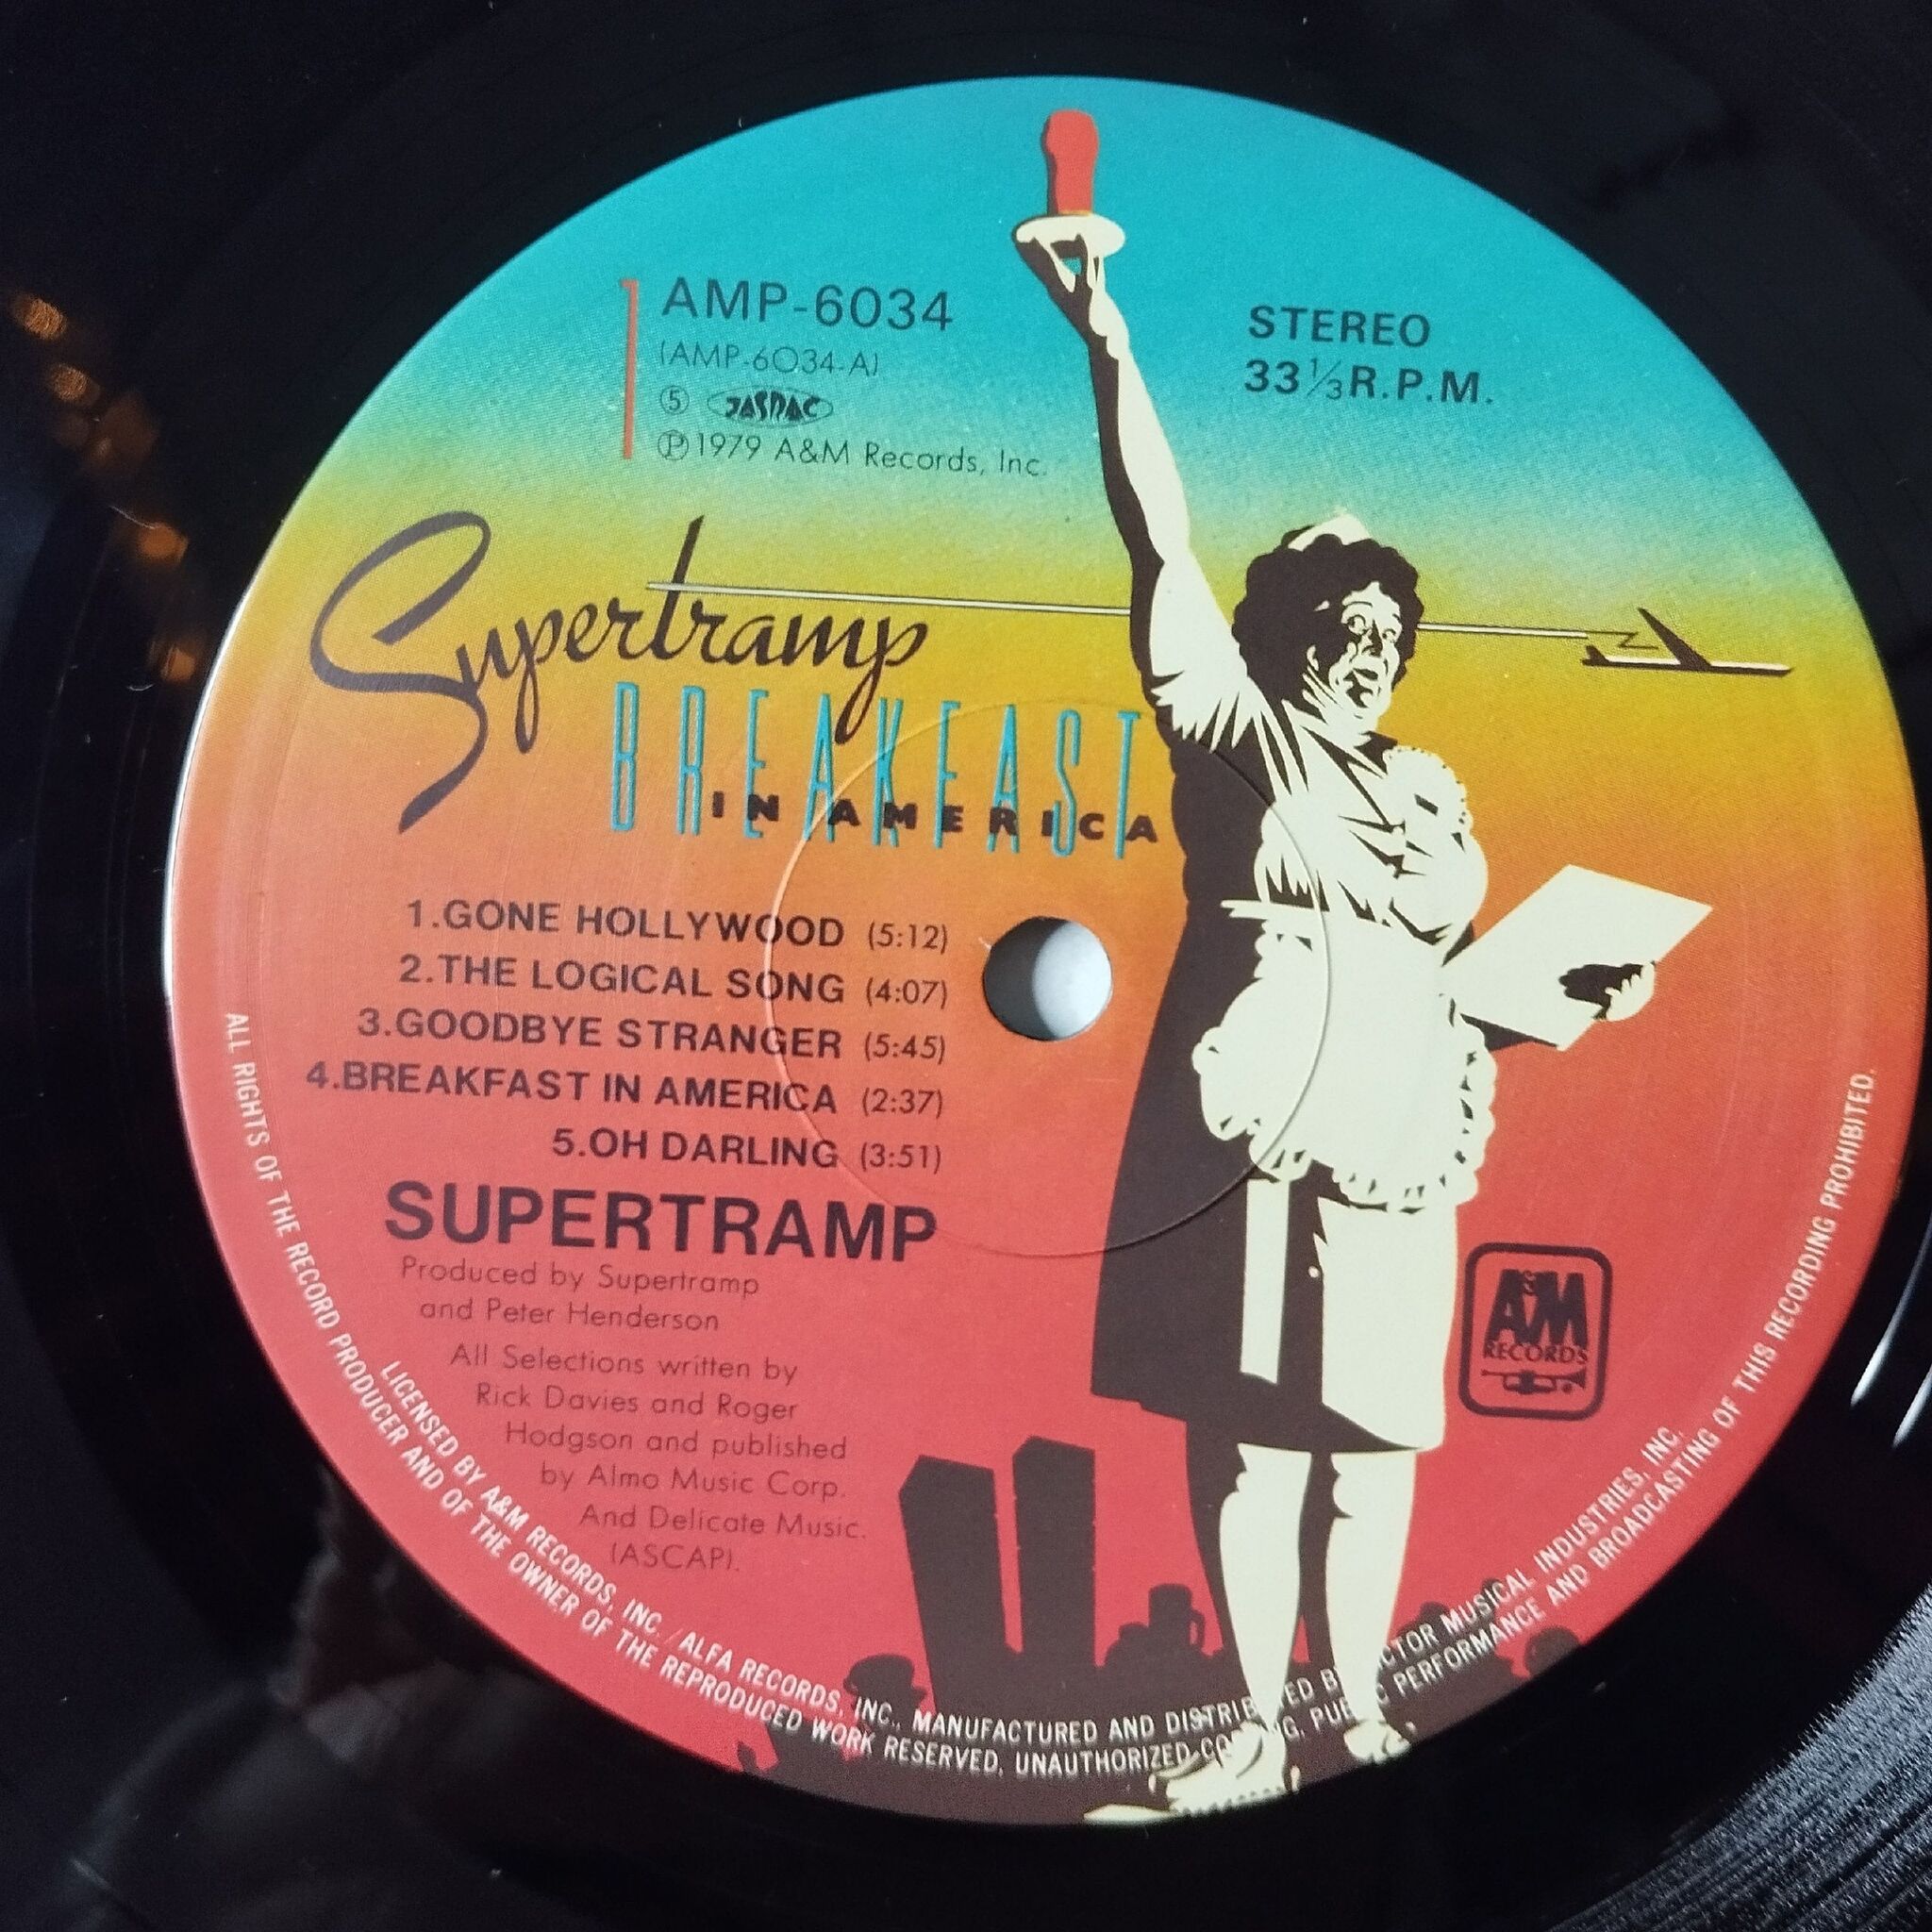 1
AMP-6034
(AMP-6034-A)
⑤ JASRAC
Ⓟ1979 A&M Records, Inc.
STEREO
33⅓R.P.M.
Supertramp
BREAKFAST
IN AMERICA
1.GONE HOLLYWOOD (5:12)
2.THE LOGICAL SONG (4:07)
3.GOODBYE STRANGER (5:45)
4.BREAKFAST IN AMERICA (2:37)
5.OH DARLING (3:51)
SUPERTRAMP
Produced by Supertramp
and Peter Henderson
All Selections written by
Rick Davies and Roger
Hodgson and published
by Almo Music Corp.
And Delicate Music.
(ASCAP).
A&M
RECORDS
LICENSED BY A&M RECORDS, INC./ALFA RECORDS, INC., MANUFACTURED AND DISTRIBUTED BY VICTOR MUSICAL INDUSTRIES, INC.
ALL RIGHTS OF THE RECORD PRODUCER AND OF THE OWNER OF THE REPRODUCED WORK RESERVED, UNAUTHORIZED COPYING, PUBLIC PERFORMANCE AND BROADCASTING OF THIS RECORDING PROHIBITED.